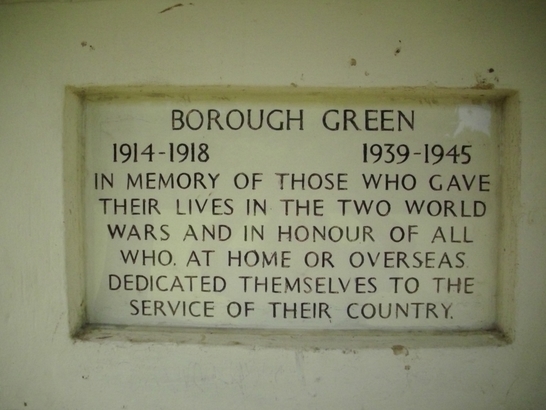 BOROUGH GREEN
1914-1918 1939-1945
IN MEMORY OF THOSE WHO GAVE
THEIR LIVES IN THE TWO WORLD
WARS AND IN HONOUR OF ALL
WHO. AT HOME OR OVERSEAS
DEDICATED THEMSELVES TO THE
SERVICE OF THEIR COUNTRY.